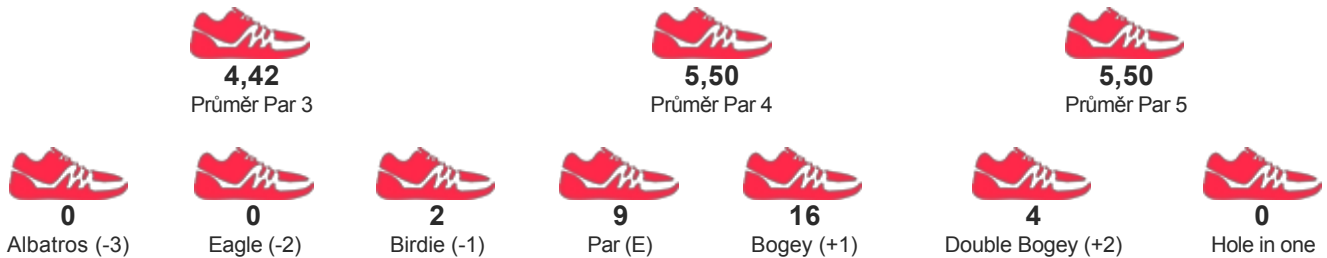 4,42 5,50 5,50
Průměr Par 3 Průměr Par 4 Průměr Par 5
0 0 2 9 16 4 0
Albatros (-3) Eagle (-2) Birdie (-1) Par (E) Bogey (+1) Double Bogey (+2) Hole in one